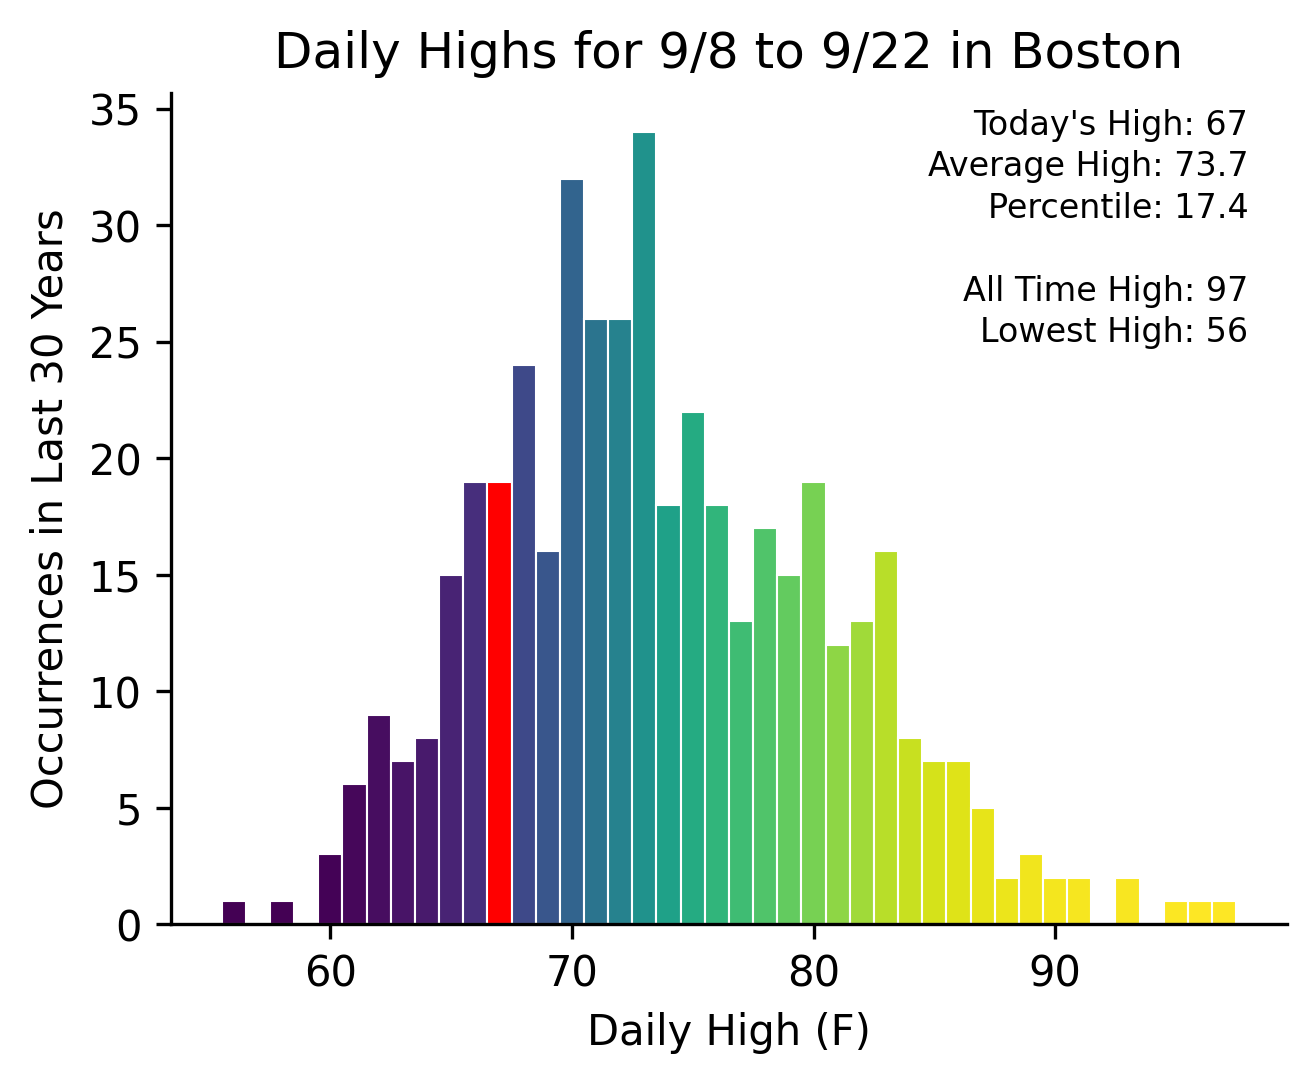 Daily Highs for 9/8 to 9/22 in Boston
Today's High: 67
Average High: 73.7
Percentile: 17.4
All Time High: 97
Lowest High: 56
Occurrences in Last 30 Years
35
30
25
20
15
10
5
0
60 70 80 90
Daily High (F)